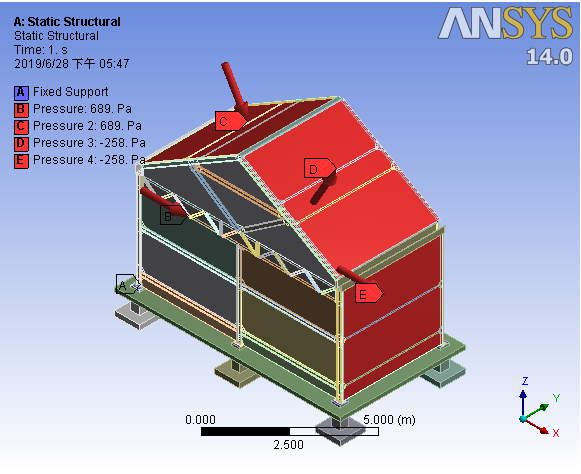 A: Static Structural
Static Structural
Time: 1. s
2019/6/28 下午 05:47
A Fixed Support
B Pressure: 689. Pa
C Pressure 2: 689. Pa
D Pressure 3: -258. Pa
E Pressure 4: -258. Pa
ANSYS
14.0
C
D
B
A
E
0.000
5.000 (m)
2.500
Z
Y
X